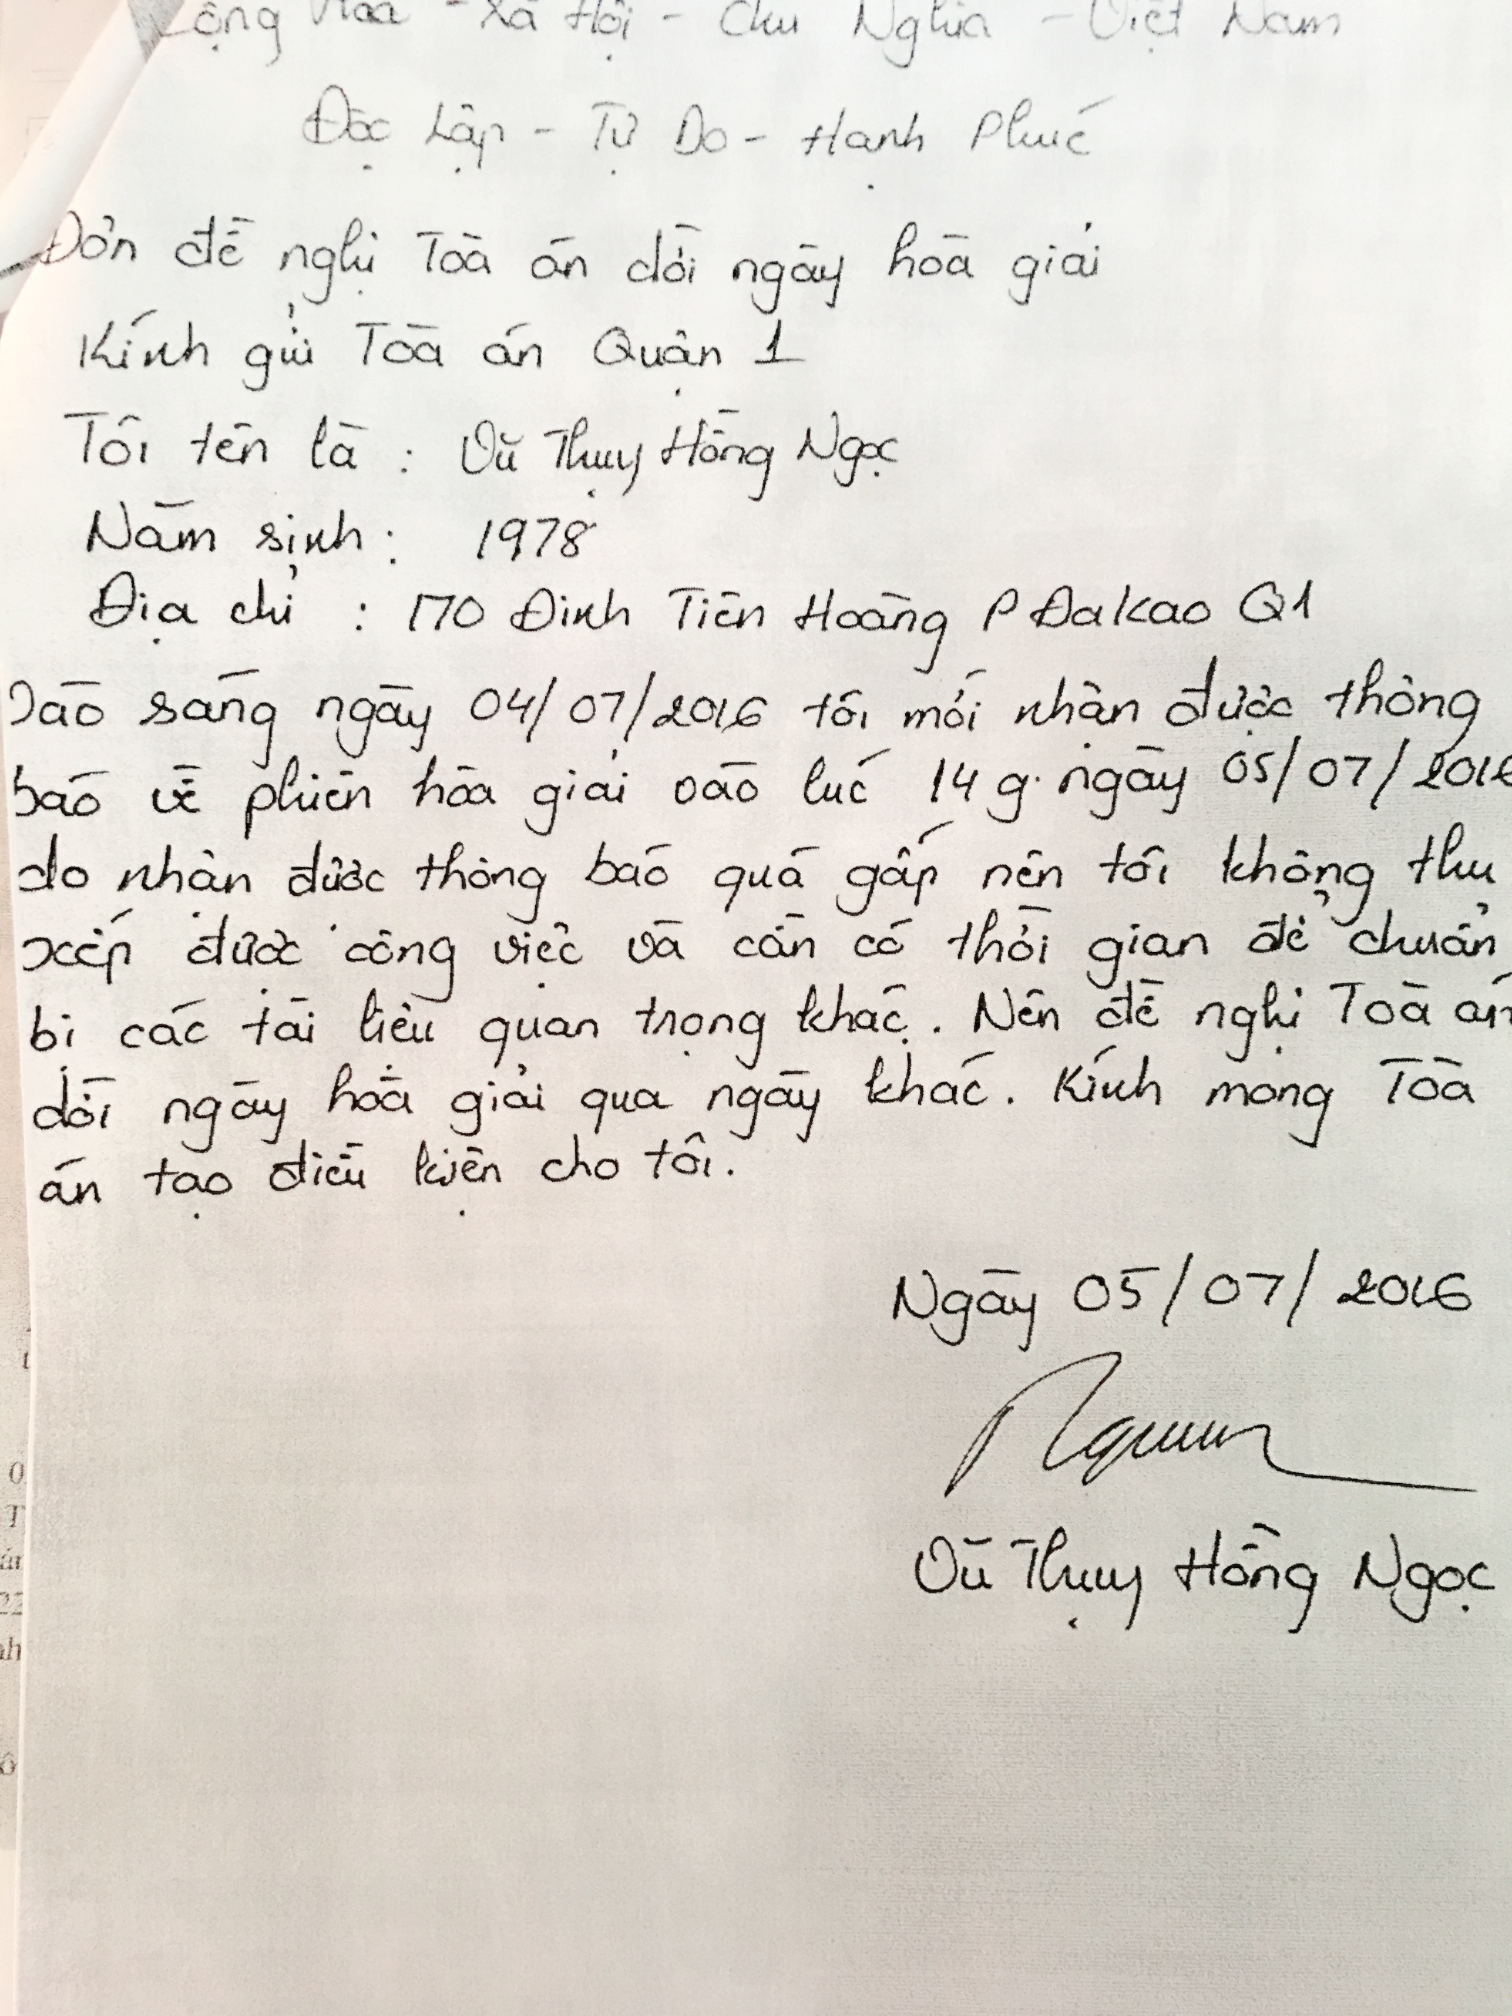 Cộng Hòa - Xã Hội - Chủ Nghĩa - Việt Nam
Độc Lập - Tự Do - Hạnh Phúc
Đơn đề nghị Toà án dời ngày hòa giải
Kính gửi Toà án Quận 1
Tôi tên là : Vũ Thụy Hồng Ngọc
Năm sinh : 1978
Địa chỉ : 170 Đinh Tiên Hoàng P Đakao Q1
Vào sáng ngày 04/07/2016 tôi mới nhận được thông
báo về phiên hòa giải vào lúc 14 g. ngày 05/07/2016
do nhận được thông báo quá gấp nên tôi không thu
xếp được công việc và cần có thời gian để chuẩn
bị các tài liệu quan trọng khác. Nên đề nghị Toà án
dời ngày hòa giải qua ngày khác. Kính mong Toà
án tạo điều kiện cho tôi.
Ngày 05/07/2016
Vũ Thụy Hồng Ngọc